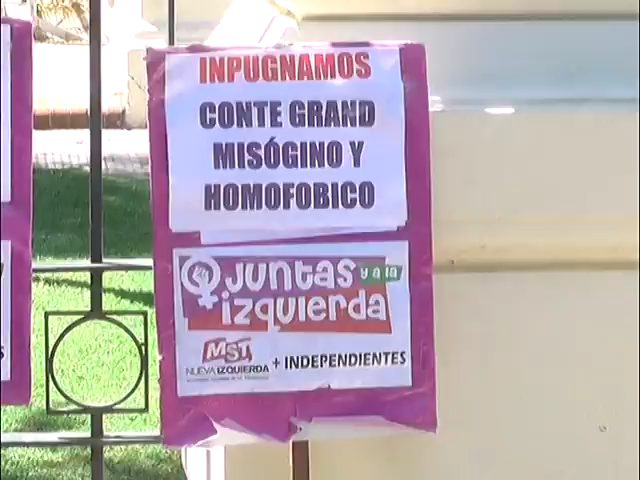 INPUGNAMOS
CONTE GRAND
MISÓGINO Y
HOMOFOBICO
JUNTAS y a la
izquierda
MST
NUEVA IZQUIERDA + INDEPENDIENTES